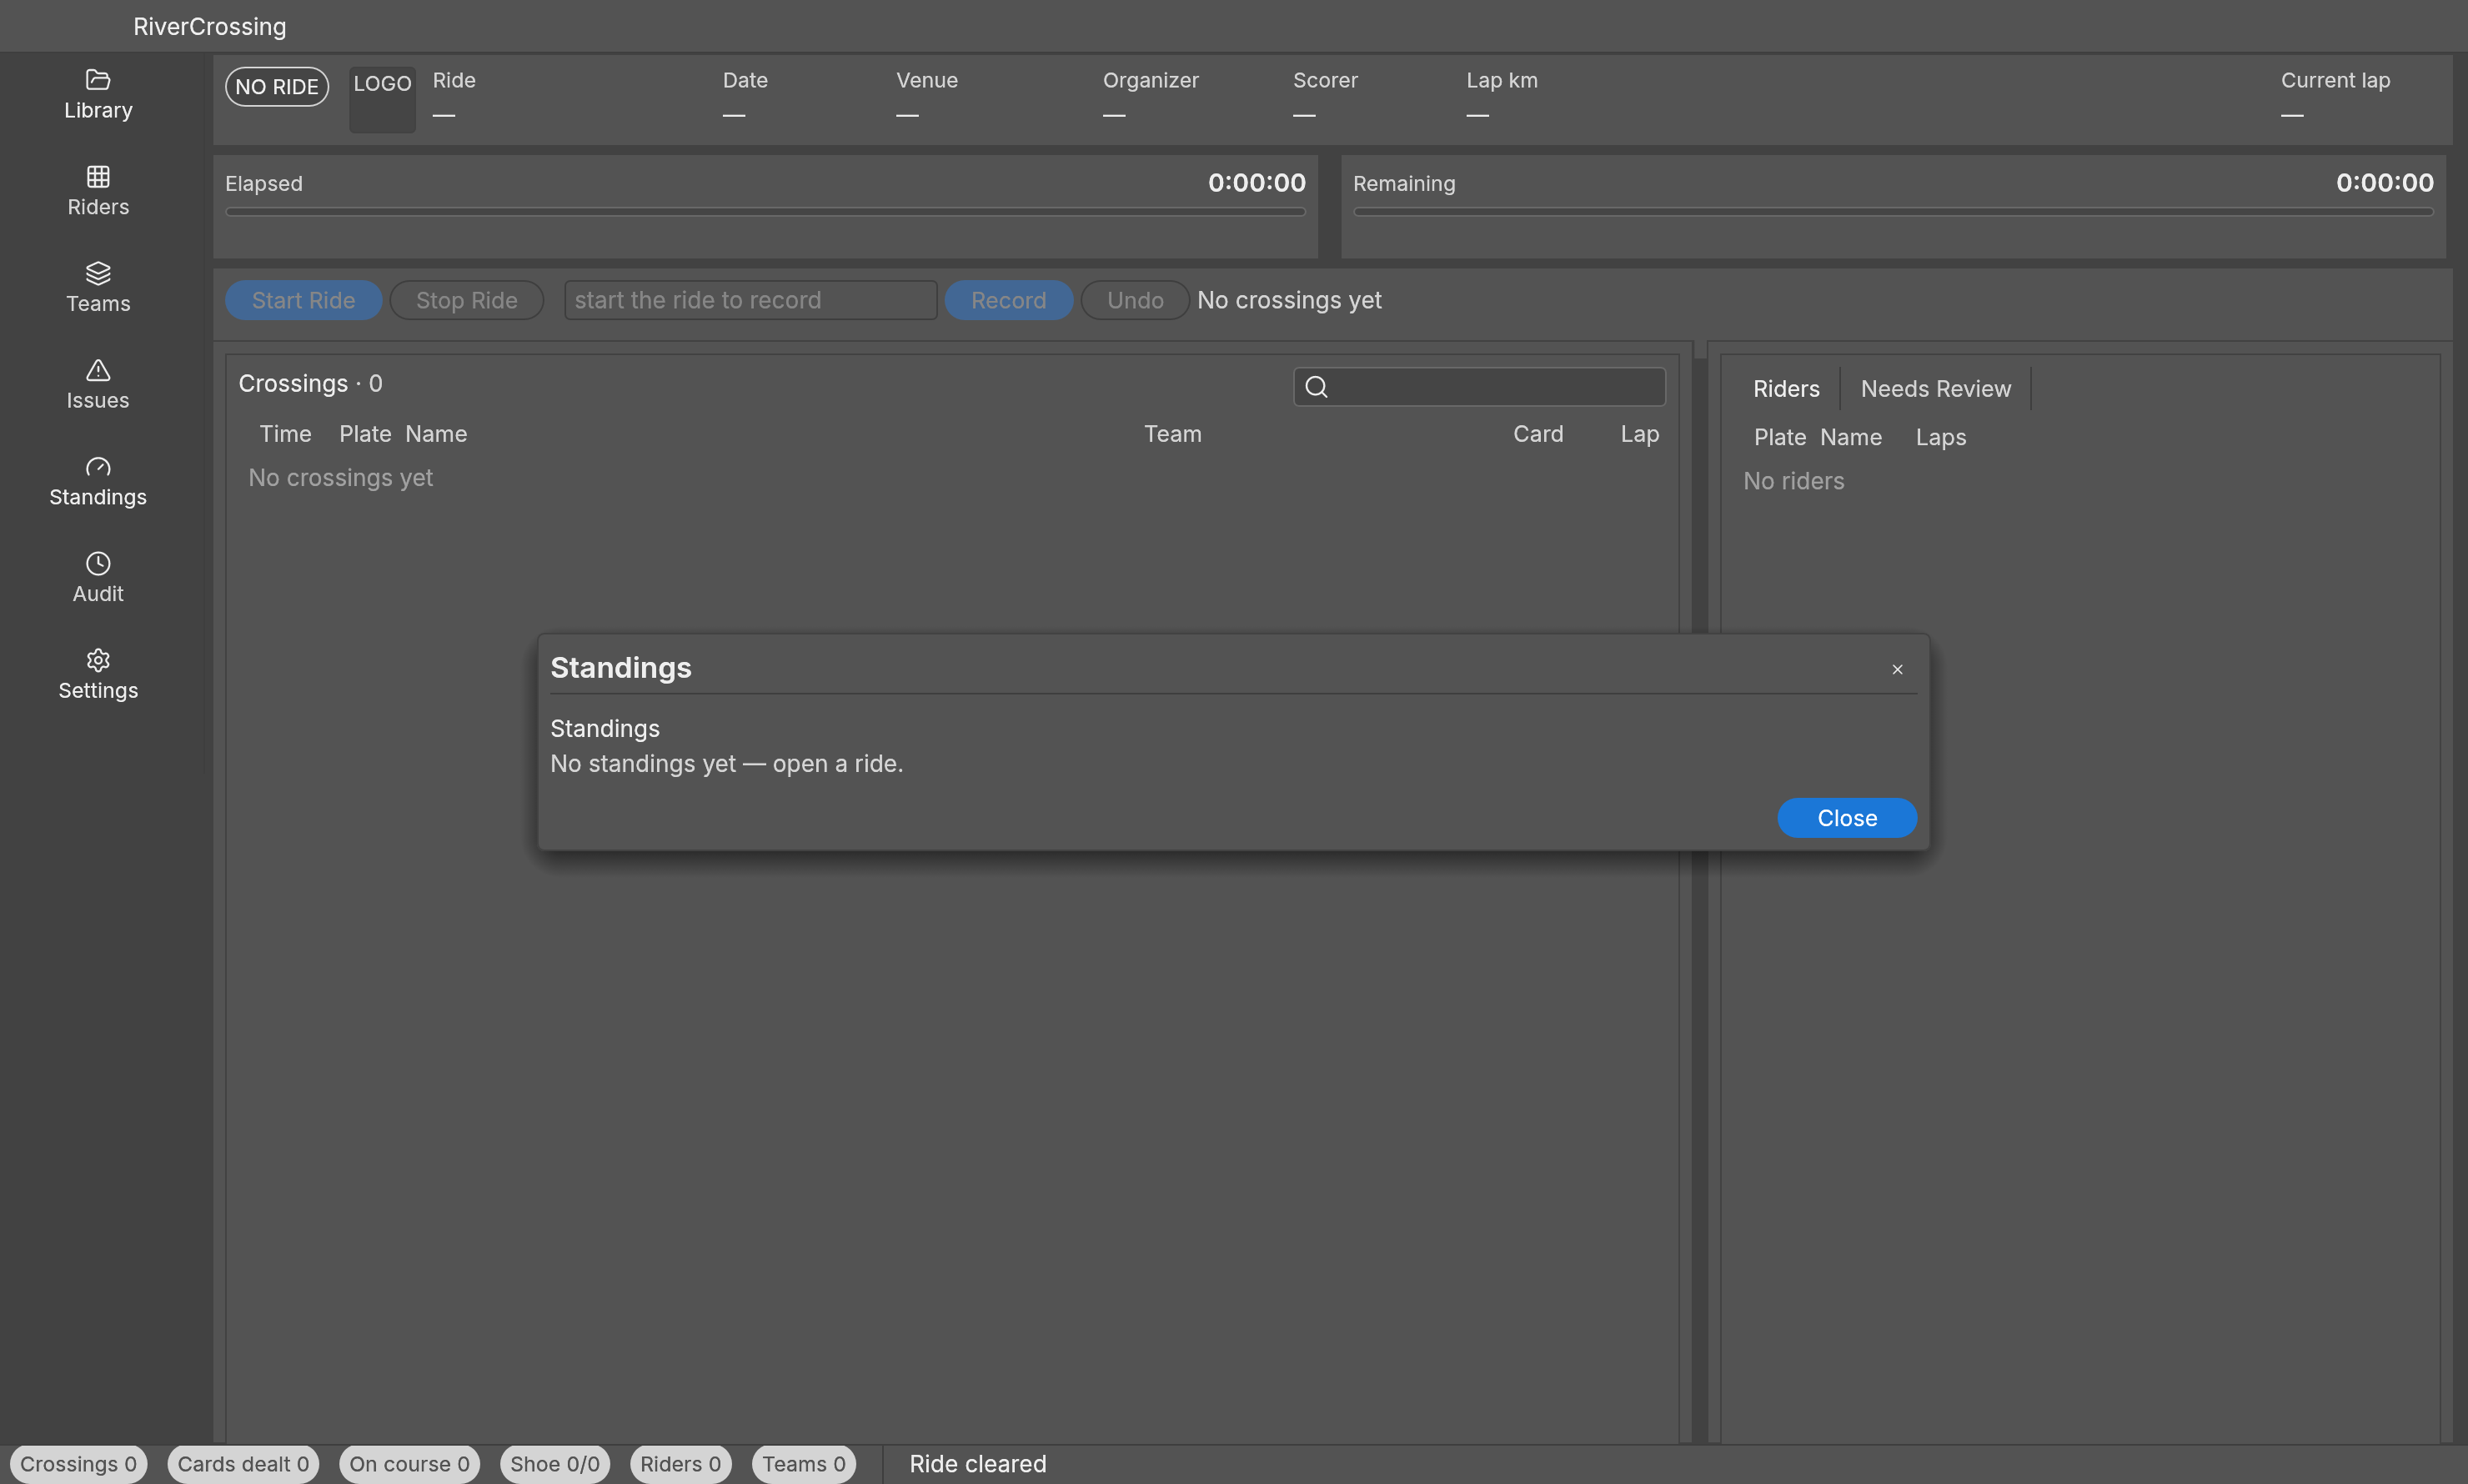 RiverCrossing
Library
Riders
Teams
Issues
Standings
Audit
Settings
NO RIDE
LOGO
Ride
—
Date
—
Venue
—
Organizer
—
Scorer
—
Lap km
—
Current lap
—
Elapsed 0:00:00
Remaining 0:00:00
Start Ride Stop Ride start the ride to record Record Undo No crossings yet
Crossings · 0
Time Plate Name Team Card Lap
No crossings yet
Riders Needs Review
Plate Name Laps
No riders
Standings ×
Standings
No standings yet — open a ride.
Close
Crossings 0 Cards dealt 0 On course 0 Shoe 0/0 Riders 0 Teams 0 Ride cleared